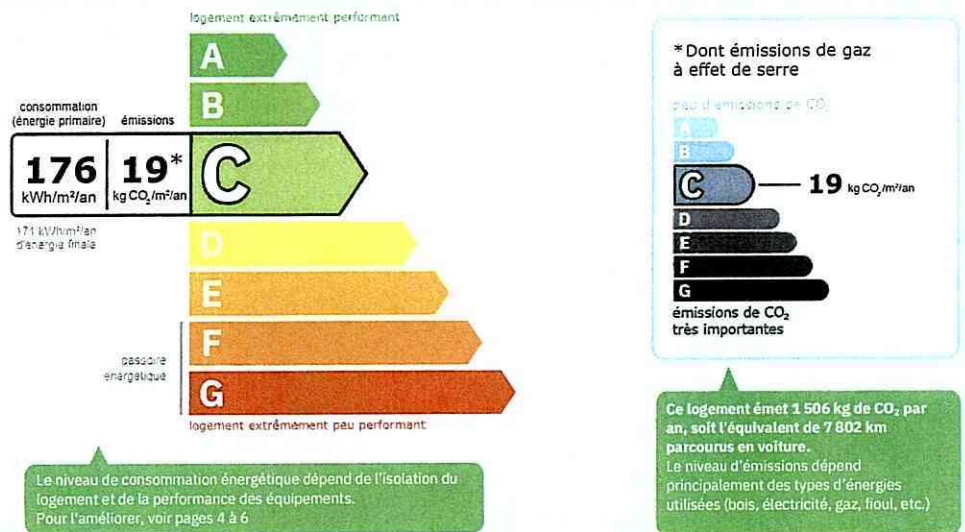 logement extrêmement performant
A
B
consommation
(énergie primaire)
émissions
176
kWh/m²/an
19*
kg CO₂/m²/an
C
171 kWh/m²/an
d'énergie finale
D
E
F
G
passoire
énergétique
logement extrêmement peu performant
Le niveau de consommation énergétique dépend de l'isolation du
logement et de la performance des équipements.
Pour l'améliorer, voir pages 4 à 6
* Dont émissions de gaz
à effet de serre
peu d'émissions de CO₂
A
B
C
19 kg CO₂/m²/an
D
E
F
G
émissions de CO₂
très importantes
Ce logement émet 1 506 kg de CO₂ par
an, soit l'équivalent de 7 802 km
parcourus en voiture.
Le niveau d'émissions dépend
principalement des types d'énergies
utilisées (bois, électricité, gaz, fioul, etc.)